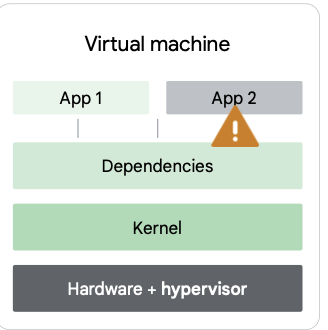 Virtual machine
App 1
App 2
!
Dependencies
Kernel
Hardware + hypervisor